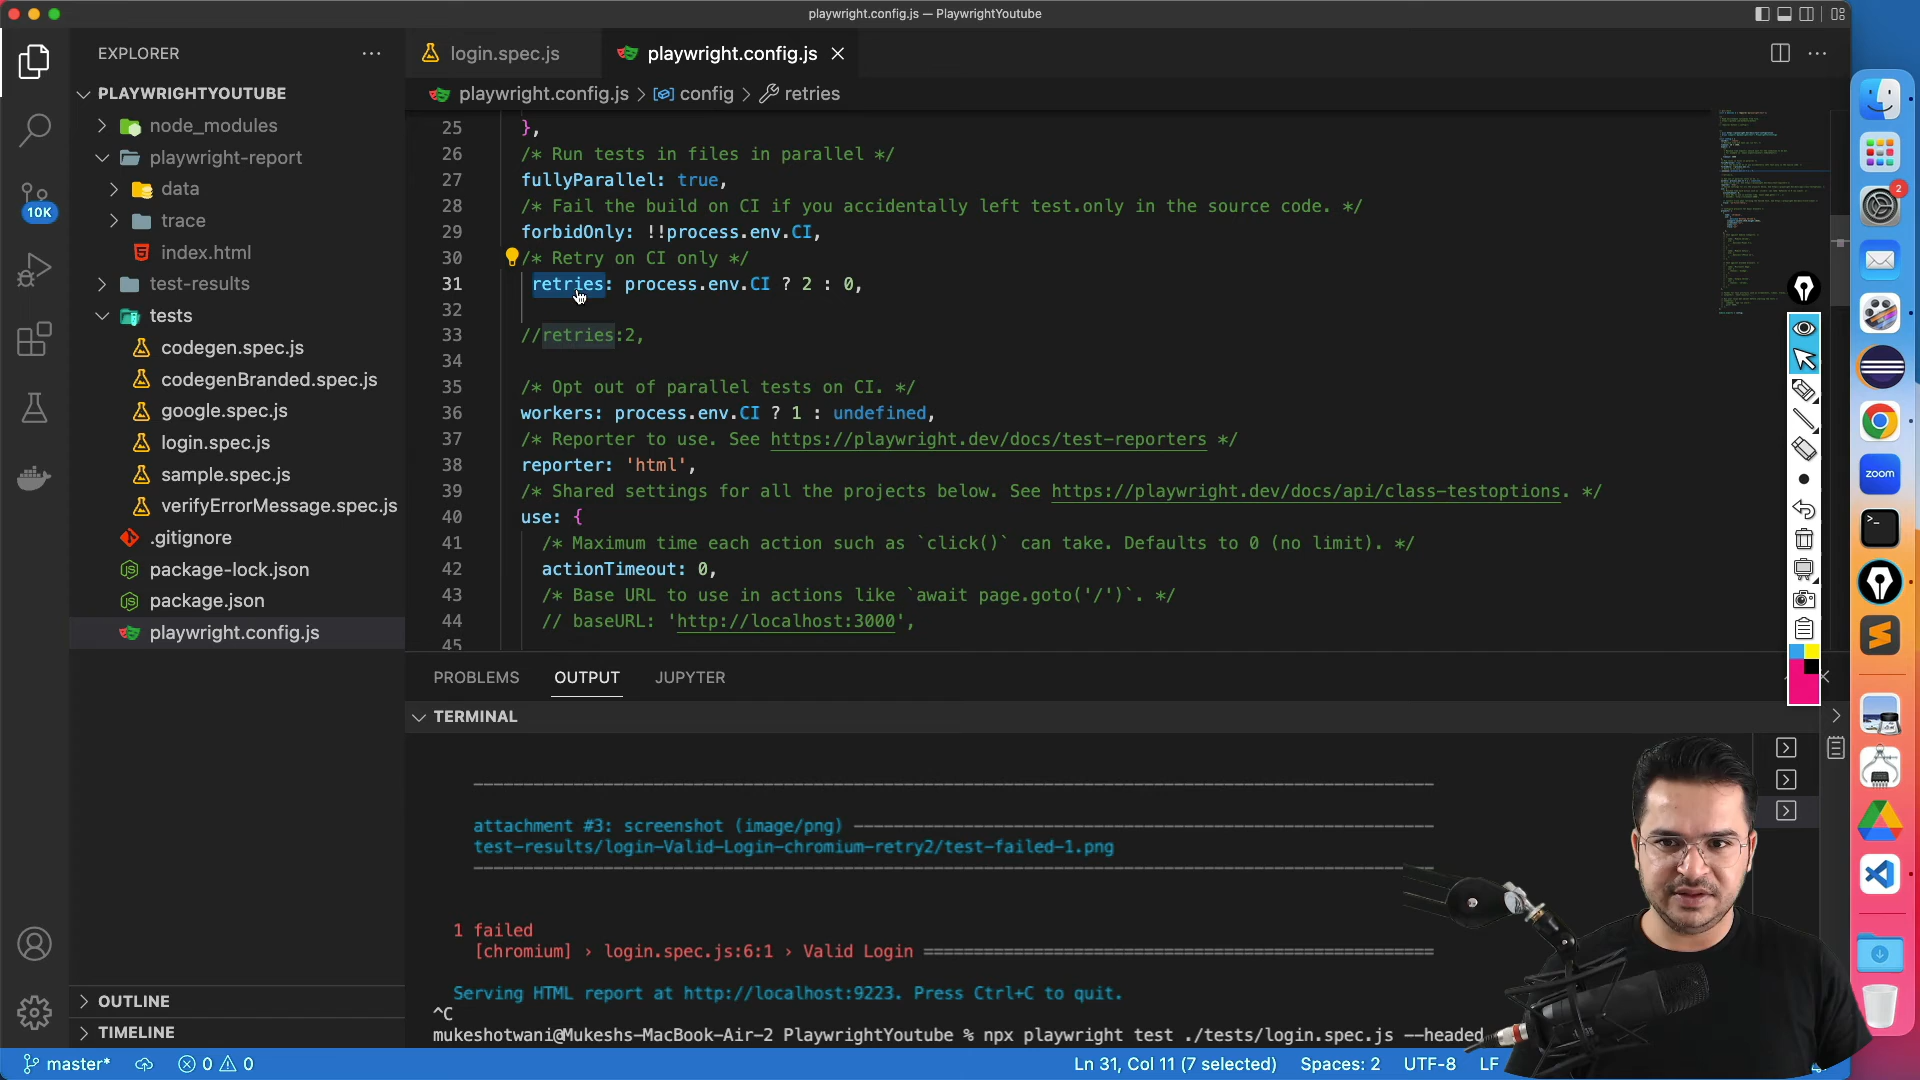 playwright.config.js — PlaywrightYoutube
EXPLORER
PLAYWRIGHTYOUTUBE
node_modules
playwright-report
data
trace
index.html
test-results
tests
codegen.spec.js
codegenBranded.spec.js
google.spec.js
login.spec.js
sample.spec.js
verifyErrorMessage.spec.js
.gitignore
package-lock.json
package.json
playwright.config.js
OUTLINE
TIMELINE
10K
login.spec.js
playwright.config.js
playwright.config.js > config > retries
25 },
26 /* Run tests in files in parallel */
27 fullyParallel: true,
28 /* Fail the build on CI if you accidentally left test.only in the source code. */
29 forbidOnly: !!process.env.CI,
30 /* Retry on CI only */
31 retries: process.env.CI ? 2 : 0,
32
33 //retries:2,
34
35 /* Opt out of parallel tests on CI. */
36 workers: process.env.CI ? 1 : undefined,
37 /* Reporter to use. See https://playwright.dev/docs/test-reporters */
38 reporter: 'html',
39 /* Shared settings for all the projects below. See https://playwright.dev/docs/api/class-testoptions. */
40 use: {
41 /* Maximum time each action such as `click()` can take. Defaults to 0 (no limit). */
42 actionTimeout: 0,
43 /* Base URL to use in actions like `await page.goto('/')`. */
44 // baseURL: 'http://localhost:3000',
45
PROBLEMS OUTPUT JUPYTER
TERMINAL
attachment #3: screenshot (image/png)
test-results/login-Valid-Login-chromium-retry2/test-failed-1.png
1 failed
[chromium] › login.spec.js:6:1 › Valid Login
Serving HTML report at http://localhost:9223. Press Ctrl+C to quit.
^C
mukeshotwani@Mukeshs-MacBook-Air-2 PlaywrightYoutube % npx playwright test ./tests/login.spec.js --headed
master* 0 0
Ln 31, Col 11 (7 selected) Spaces: 2 UTF-8 LF
2
zoom